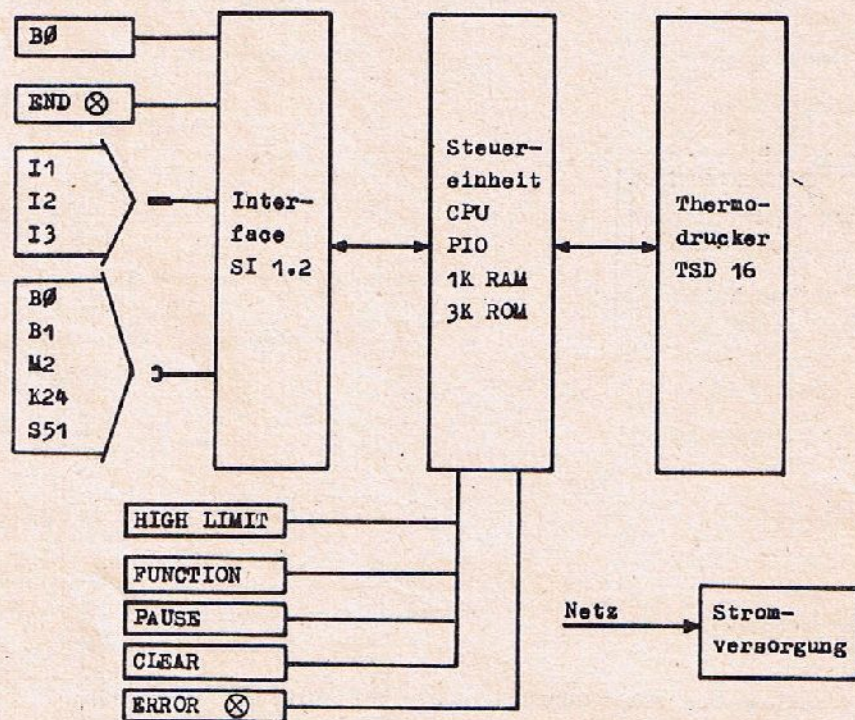 BØ
END ⊗
I1
I2
I3
BØ
B1
M2
K24
S51
Inter-
face
SI 1.2
Steuer-
einheit
CPU
PIO
1K RAM
3K ROM
Thermo-
drucker
TSD 16
HIGH LIMIT
FUNCTION
PAUSE
CLEAR
ERROR ⊗
Netz
Strom-
versorgung